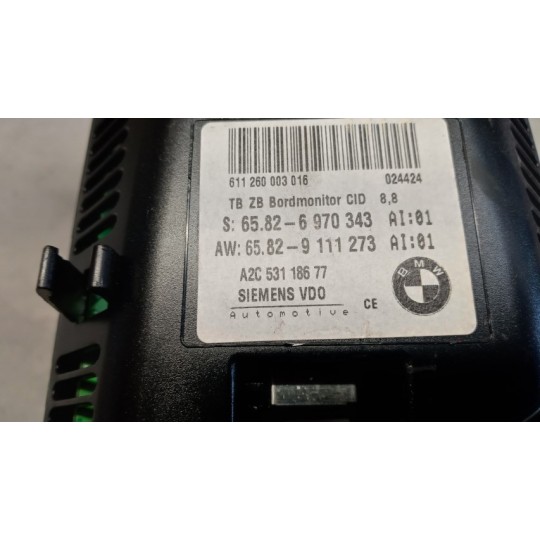 611 260 003 016 024424
TB ZB Bordmonitor CID 8,8
S: 65.82-6 970 343 AI:01
AW: 65.82-9 111 273 AI:01
A2C 531 186 77
SIEMENS VDO
Automotive CE
BMW